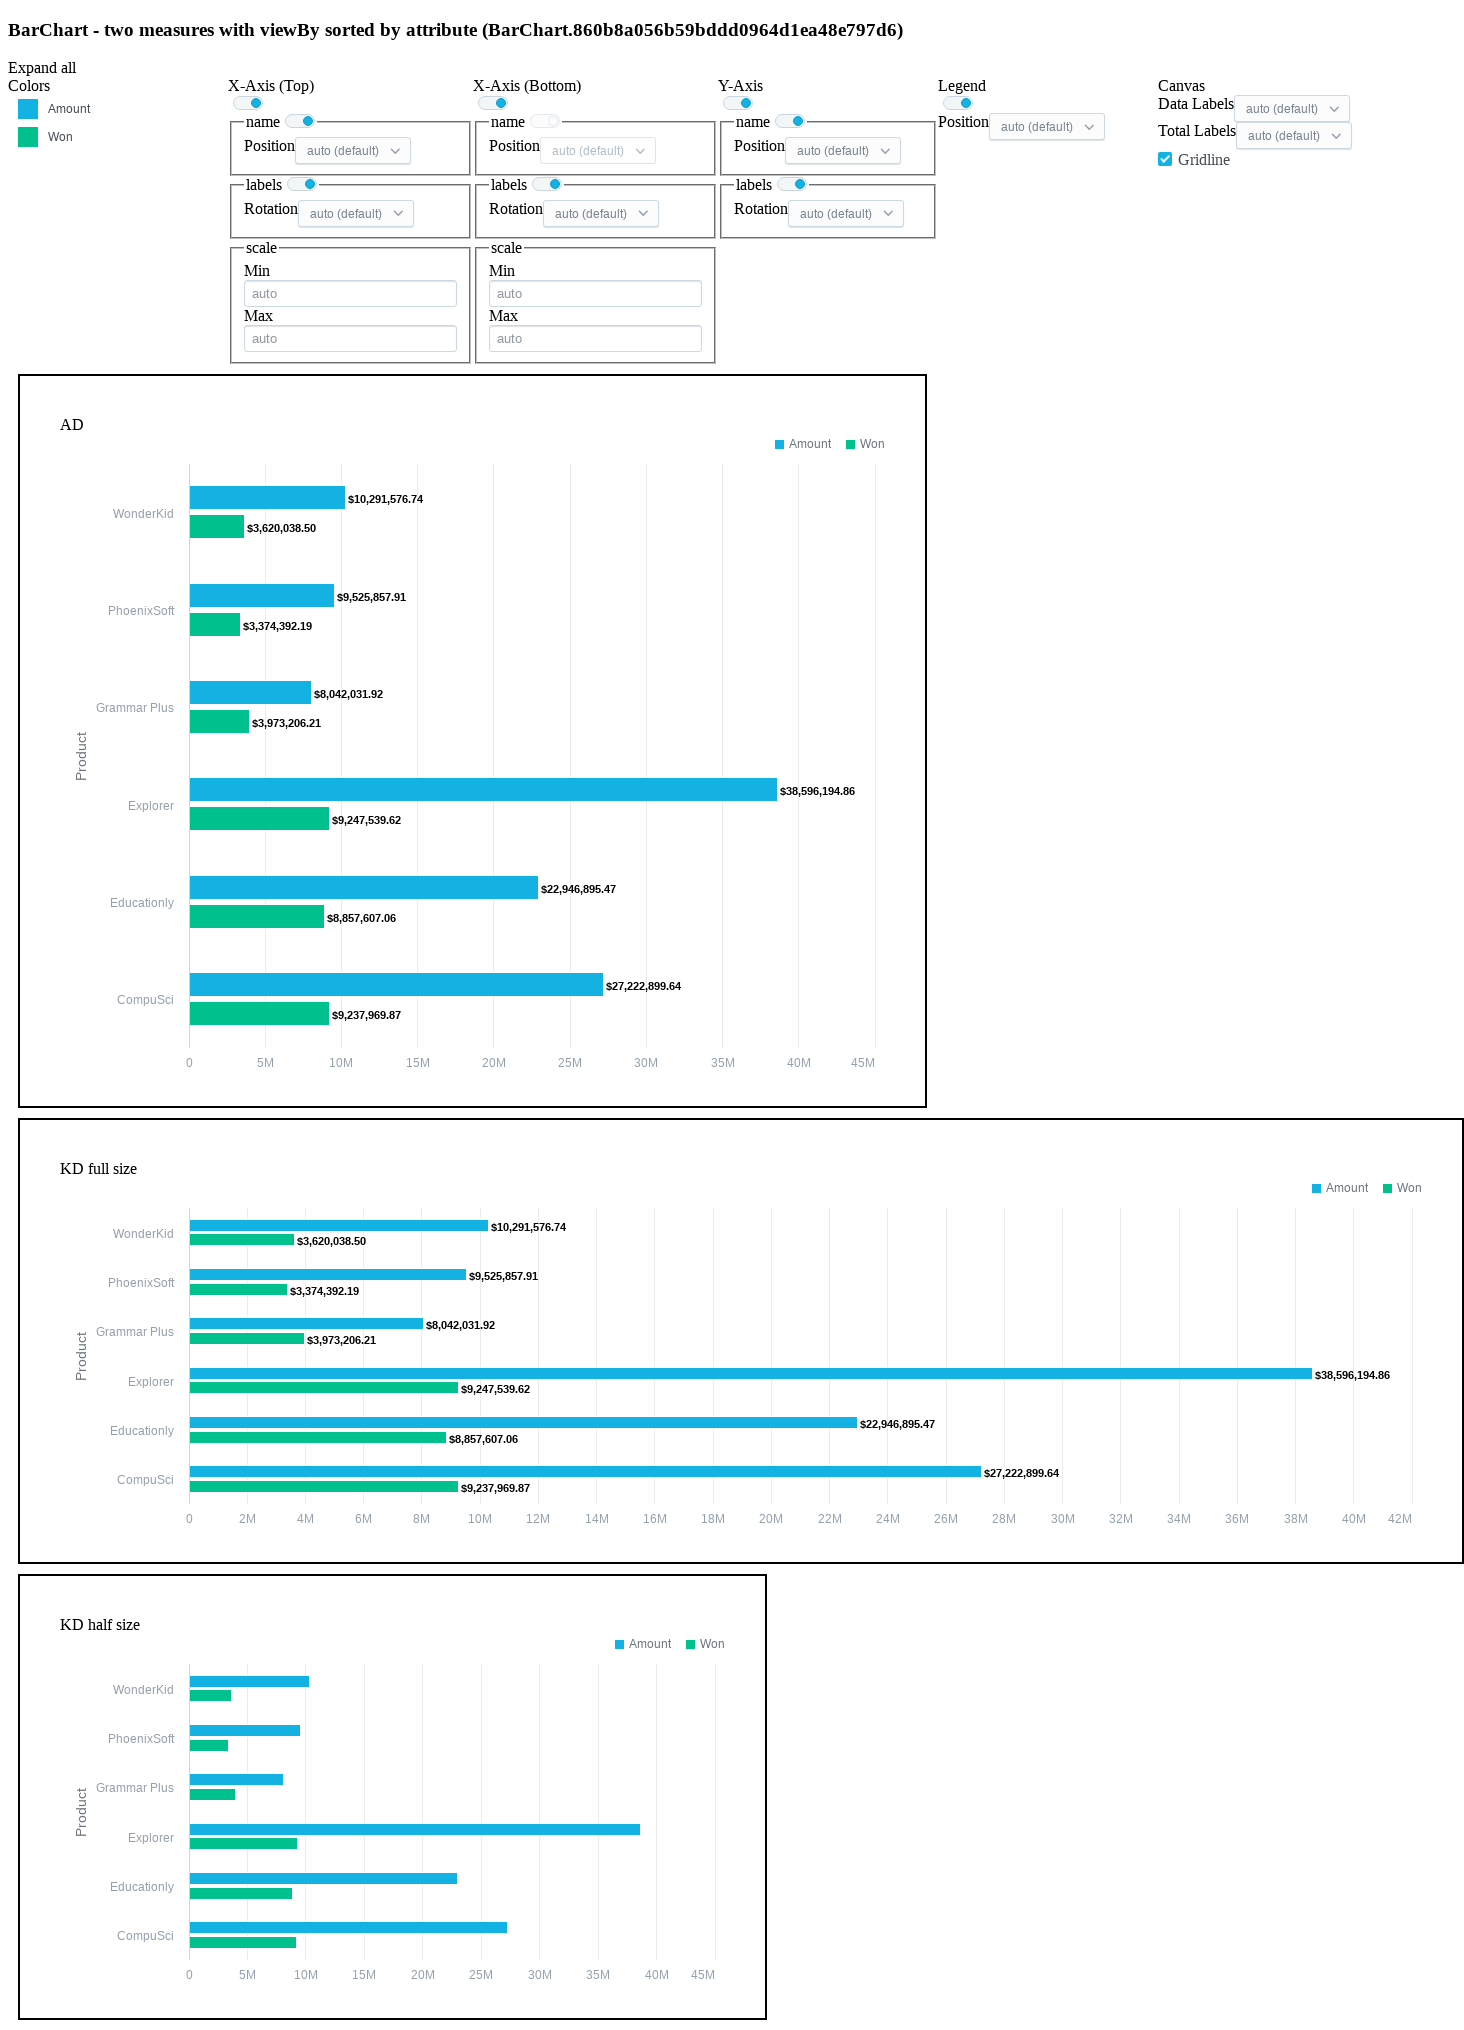 BarChart - two measures with viewBy sorted by attribute (BarChart.860b8a056b59bddd0964d1ea48e797d6)
Expand all
Colors
Amount
Won
X-Axis (Top)
name
Position auto (default)
labels
Rotation auto (default)
scale
Min
auto
Max
auto
X-Axis (Bottom)
name
Position auto (default)
labels
Rotation auto (default)
scale
Min
auto
Max
auto
Y-Axis
name
Position auto (default)
labels
Rotation auto (default)
Legend
Position auto (default)
Canvas
Data Labels auto (default)
Total Labels auto (default)
Gridline
AD
Amount Won
Product
WonderKid $10,291,576.74
$3,620,038.50
PhoenixSoft $9,525,857.91
$3,374,392.19
Grammar Plus $8,042,031.92
$3,973,206.21
Explorer $38,596,194.86
$9,247,539.62
Educationly $22,946,895.47
$8,857,607.06
CompuSci $27,222,899.64
$9,237,969.87
0 5M 10M 15M 20M 25M 30M 35M 40M 45M
KD full size
Amount Won
Product
WonderKid $10,291,576.74
$3,620,038.50
PhoenixSoft $9,525,857.91
$3,374,392.19
Grammar Plus $8,042,031.92
$3,973,206.21
Explorer $38,596,194.86
$9,247,539.62
Educationly $22,946,895.47
$8,857,607.06
CompuSci $27,222,899.64
$9,237,969.87
0 2M 4M 6M 8M 10M 12M 14M 16M 18M 20M 22M 24M 26M 28M 30M 32M 34M 36M 38M 40M 42M
KD half size
Amount Won
Product
WonderKid
PhoenixSoft
Grammar Plus
Explorer
Educationly
CompuSci
0 5M 10M 15M 20M 25M 30M 35M 40M 45M